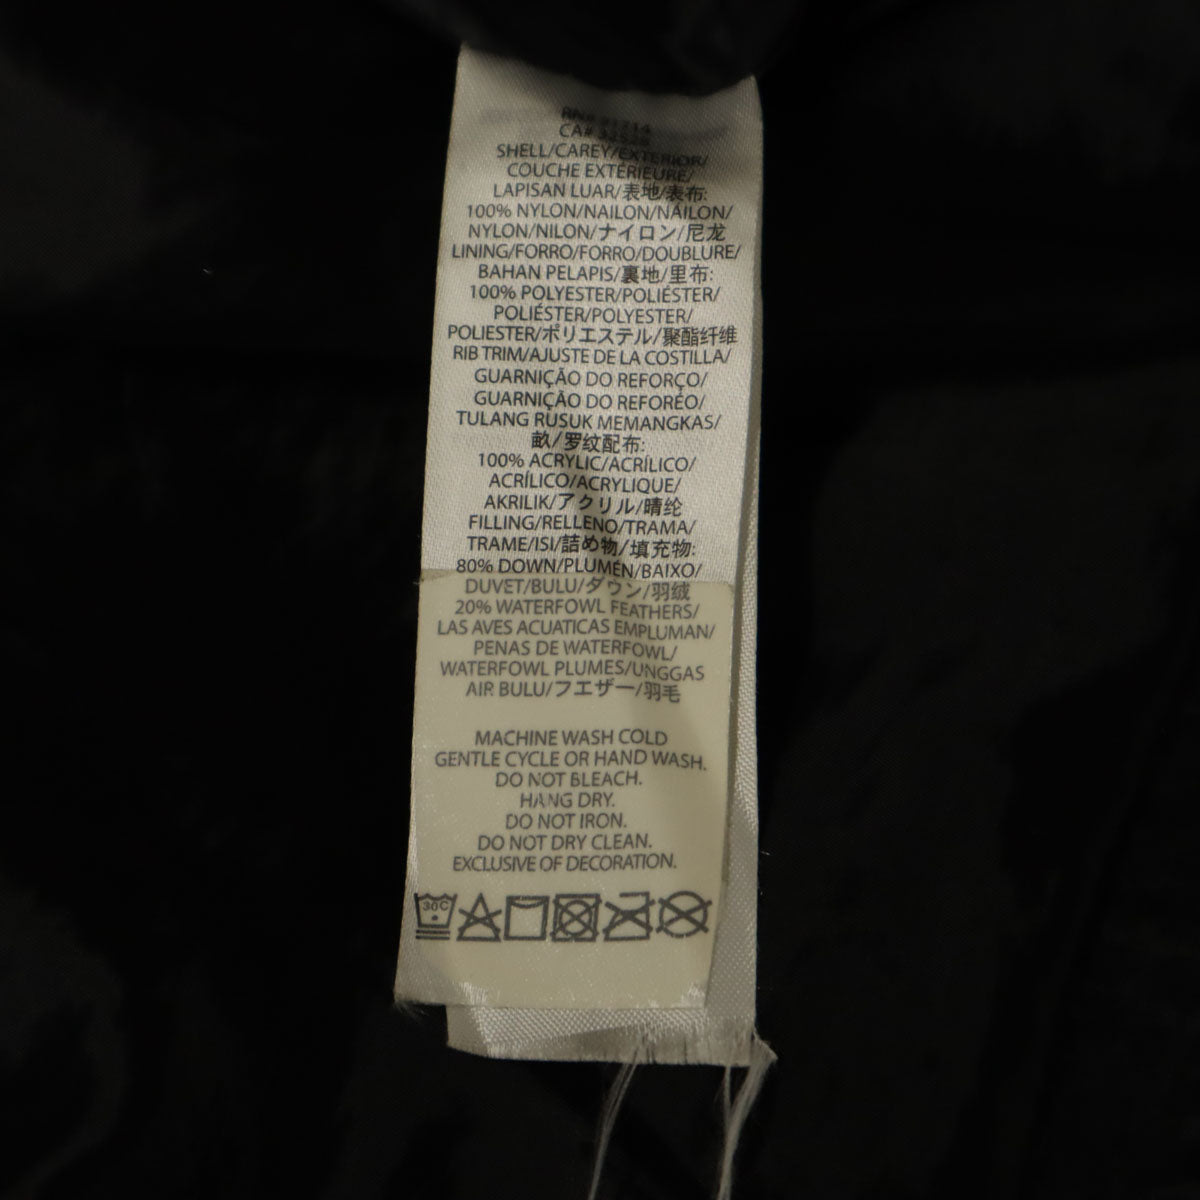 RN# 91714
CA# 33525
SHELL/CAREY/EXTERIOR/
COUCHE EXTÉRIEURE/
LAPISAN LUAR/表地/表布:
100% NYLON/NAILON/NÁILON/
NYLON/NILON/ナイロン/尼龙
LINING/FORRO/FORRO/DOUBLURE/
BAHAN PELAPIS/裏地/里布:
100% POLYESTER/POLIÉSTER/
POLIÉSTER/POLYESTER/
POLIESTER/ポリエステル/聚酯纤维
RIB TRIM/AJUSTE DE LA COSTILLA/
GUARNIÇÃO DO REFORÇO/
GUARNIÇÃO DO REFORÉO/
TULANG RUSUK MEMANGKAS/
畝/罗纹配布:
100% ACRYLIC/ACRÍLICO/
ACRÍLICO/ACRYLIQUE/
AKRILIK/アクリル/晴纶
FILLING/RELLENO/TRAMA/
TRAME/ISI/詰め物/填充物:
80% DOWN/PLUMÉN/BAIXO/
DUVET/BULU/ダウン/羽绒
20% WATERFOWL FEATHERS/
LAS AVES ACUATICAS EMPLUMAN/
PENAS DE WATERFOWL/
WATERFOWL PLUMES/UNGGAS
AIR BULU/フエザー/羽毛
MACHINE WASH COLD
GENTLE CYCLE OR HAND WASH.
DO NOT BLEACH.
HANG DRY.
DO NOT IRON.
DO NOT DRY CLEAN.
EXCLUSIVE OF DECORATION.
30C